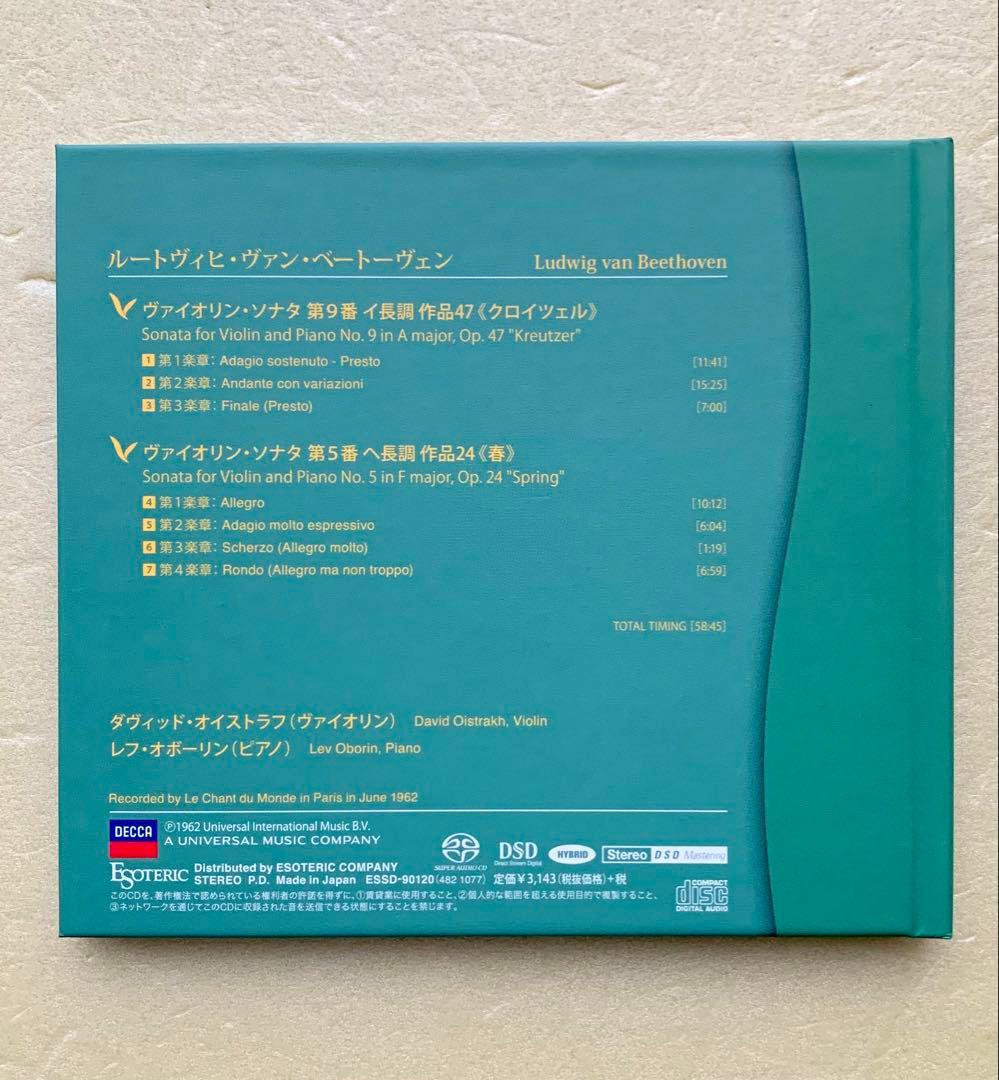 ルートヴィヒ・ヴァン・ベートーヴェン Ludwig van Beethoven
ヴァイオリン・ソナタ 第9番 イ長調 作品47《クロイツェル》
Sonata for Violin and Piano No. 9 in A major, Op. 47 "Kreutzer"
1 第1楽章: Adagio sostenuto - Presto [11:41]
2 第2楽章: Andante con variazioni [15:25]
3 第3楽章: Finale (Presto) [7:00]
ヴァイオリン・ソナタ 第5番 ヘ長調 作品24《春》
Sonata for Violin and Piano No. 5 in F major, Op. 24 "Spring"
4 第1楽章: Allegro [10:12]
5 第2楽章: Adagio molto espressivo [6:04]
6 第3楽章: Scherzo (Allegro molto) [1:19]
7 第4楽章: Rondo (Allegro ma non troppo) [6:59]
TOTAL TIMING [58:45]
ダヴィッド・オイストラフ(ヴァイオリン) David Oistrakh, Violin
レフ・オボーリン(ピアノ) Lev Oborin, Piano
Recorded by Le Chant du Monde in Paris in June 1962
DECCA ℗1962 Universal International Music B.V.
A UNIVERSAL MUSIC COMPANY
SUPER AUDIO CD DSD Direct Stream Digital HYBRID Stereo DSD Mastering
ESOTERIC Distributed by ESOTERIC COMPANY
STEREO P.D. Made in Japan ESSD-90120(482 1077) 定価¥3,143(税抜価格)+税
このCDを、著作権法で認められている権利者の許諾を得ずに、①賃貸業に使用すること、②個人的な範囲を超える使用目的で複製すること、
③ネットワークを通じてこのCDに収録された音を送信できる状態にすることを禁じます。
COMPACT disc DIGITAL AUDIO